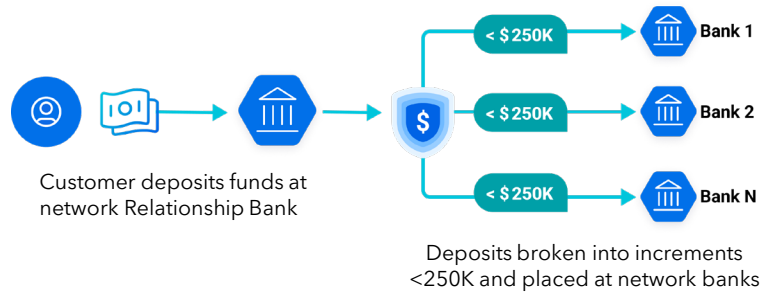 < $250K
Bank 1
$
< $250K
Bank 2
< $250K
Bank N
Customer deposits funds at
network Relationship Bank
Deposits broken into increments
<250K and placed at network banks